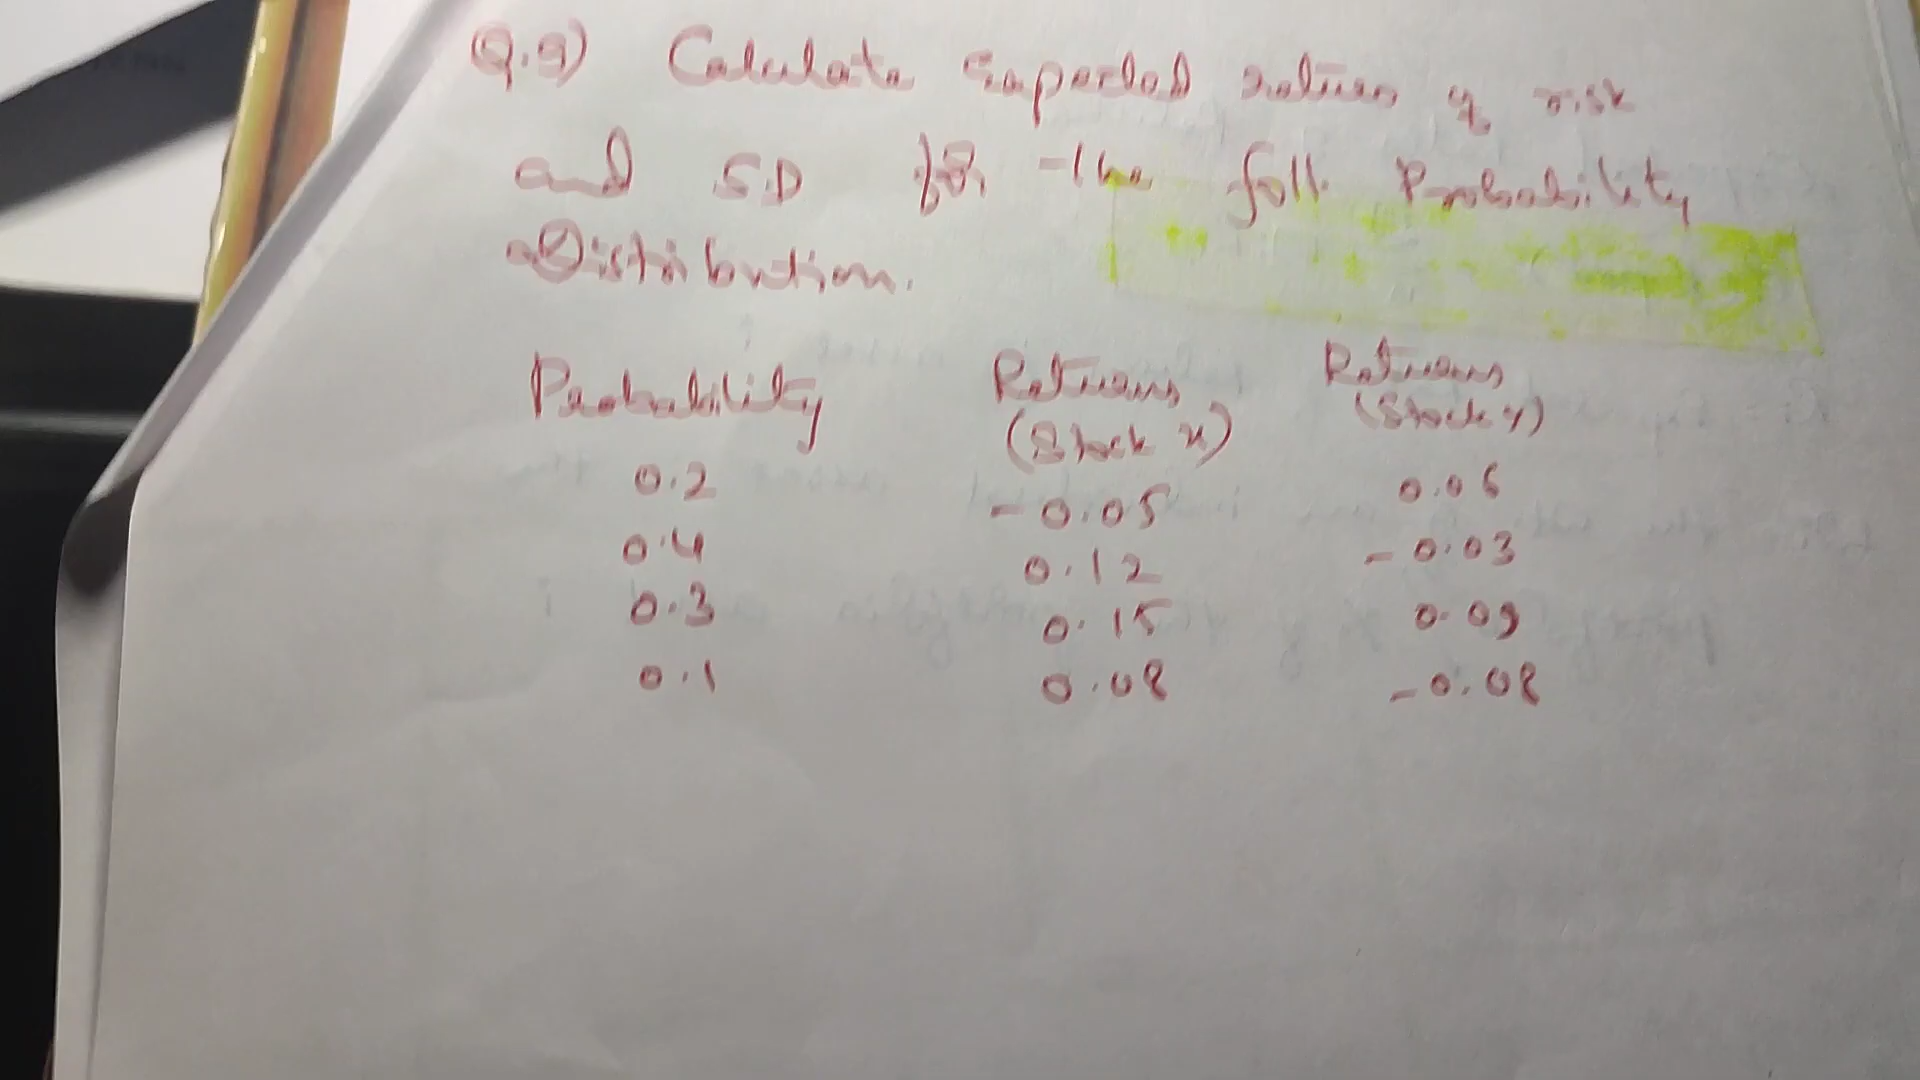 Q.9) Calculate Expected return & risk
and S.D for the foll. Probability
Distribution.
Probability Returns (Stock x) Returns (Stock y)
0.2 -0.05 0.06
0.4 0.12 -0.03
0.3 0.15 0.09
0.1 0.08 -0.08